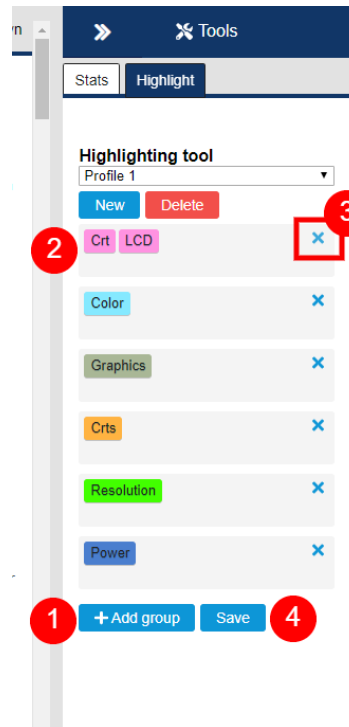 n
Tools
Stats Highlight
Highlighting tool
Profile 1
New Delete
3
2 Crt LCD
Color
Graphics
Crts
Resolution
Power
1 + Add group Save 4